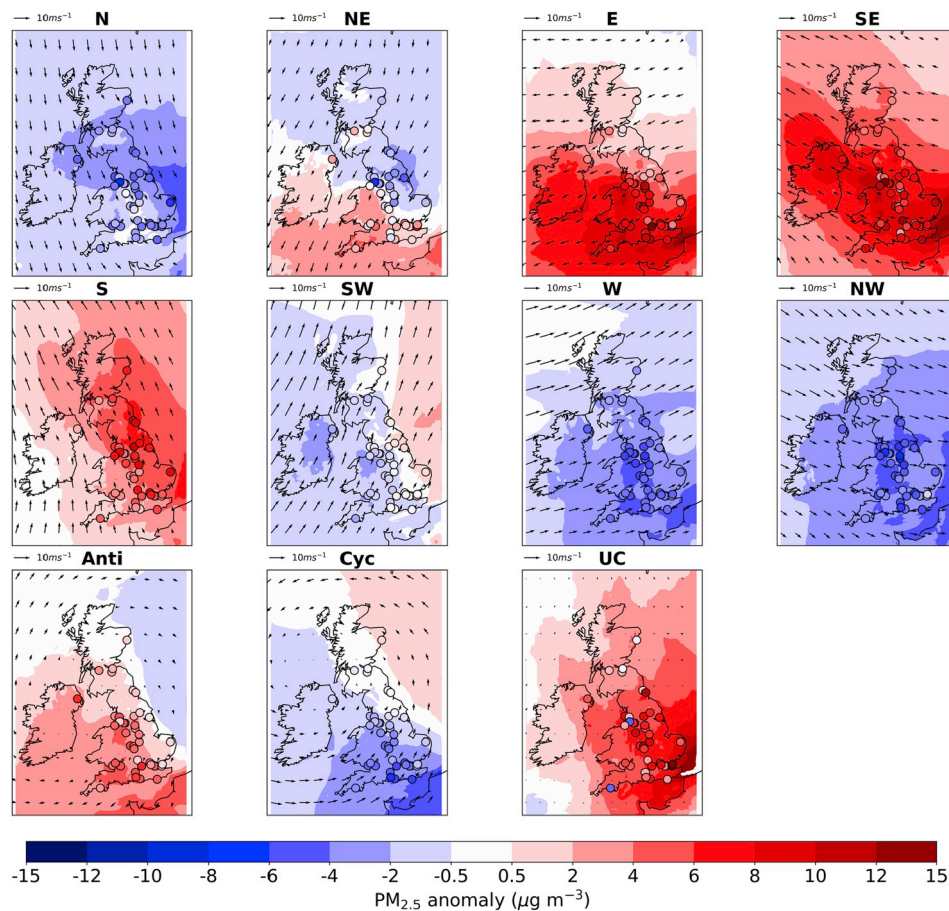 10ms⁻¹ N 10ms⁻¹ NE 10ms⁻¹ E 10ms⁻¹ SE
10ms⁻¹ S 10ms⁻¹ SW 10ms⁻¹ W 10ms⁻¹ NW
10ms⁻¹ Anti 10ms⁻¹ Cyc 10ms⁻¹ UC
-15 -12 -10 -8 -6 -4 -2 -0.5 0.5 2 4 6 8 10 12 15
PM₂.₅ anomaly (μg m⁻³)